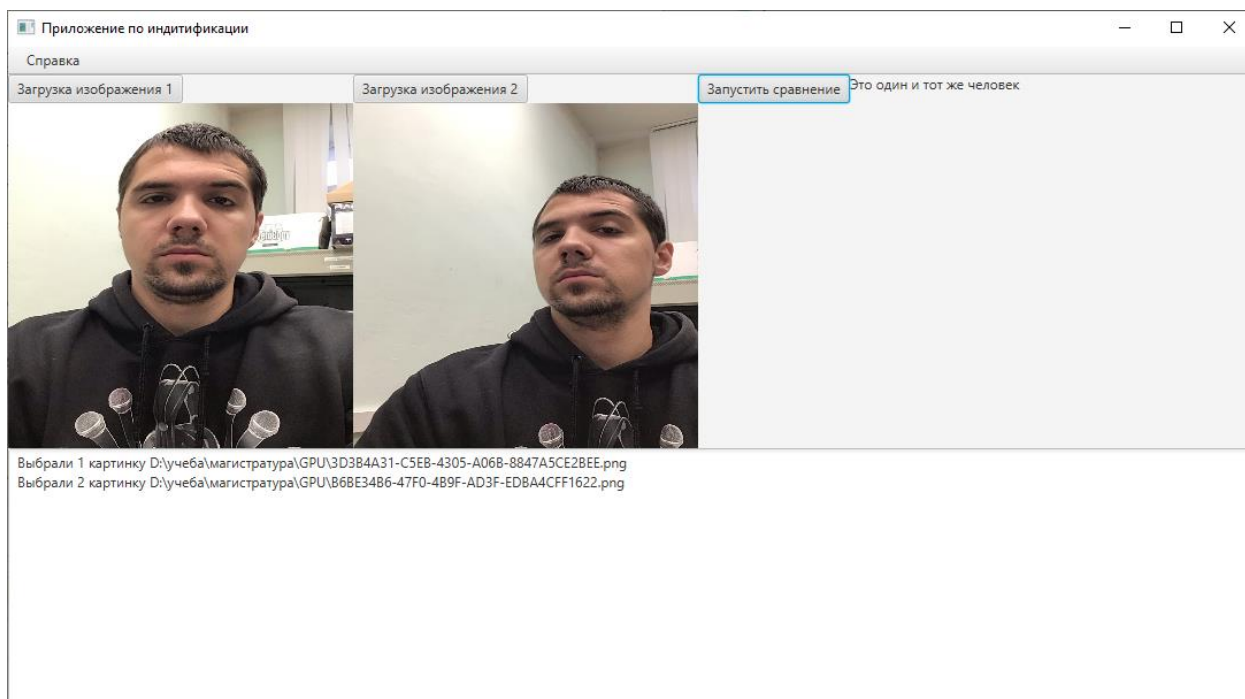 Приложение по индитификации
Справка
Загрузка изображения 1
Загрузка изображения 2
Запустить сравнение
Это один и тот же человек
Выбрали 1 картинку D:\учеба\магистратура\GPU\3D3B4A31-C5EB-4305-A06B-8847A5CE2BEE.png
Выбрали 2 картинку D:\учеба\магистратура\GPU\B6BE34B6-47F0-4B9F-AD3F-EDBA4CFF1622.png